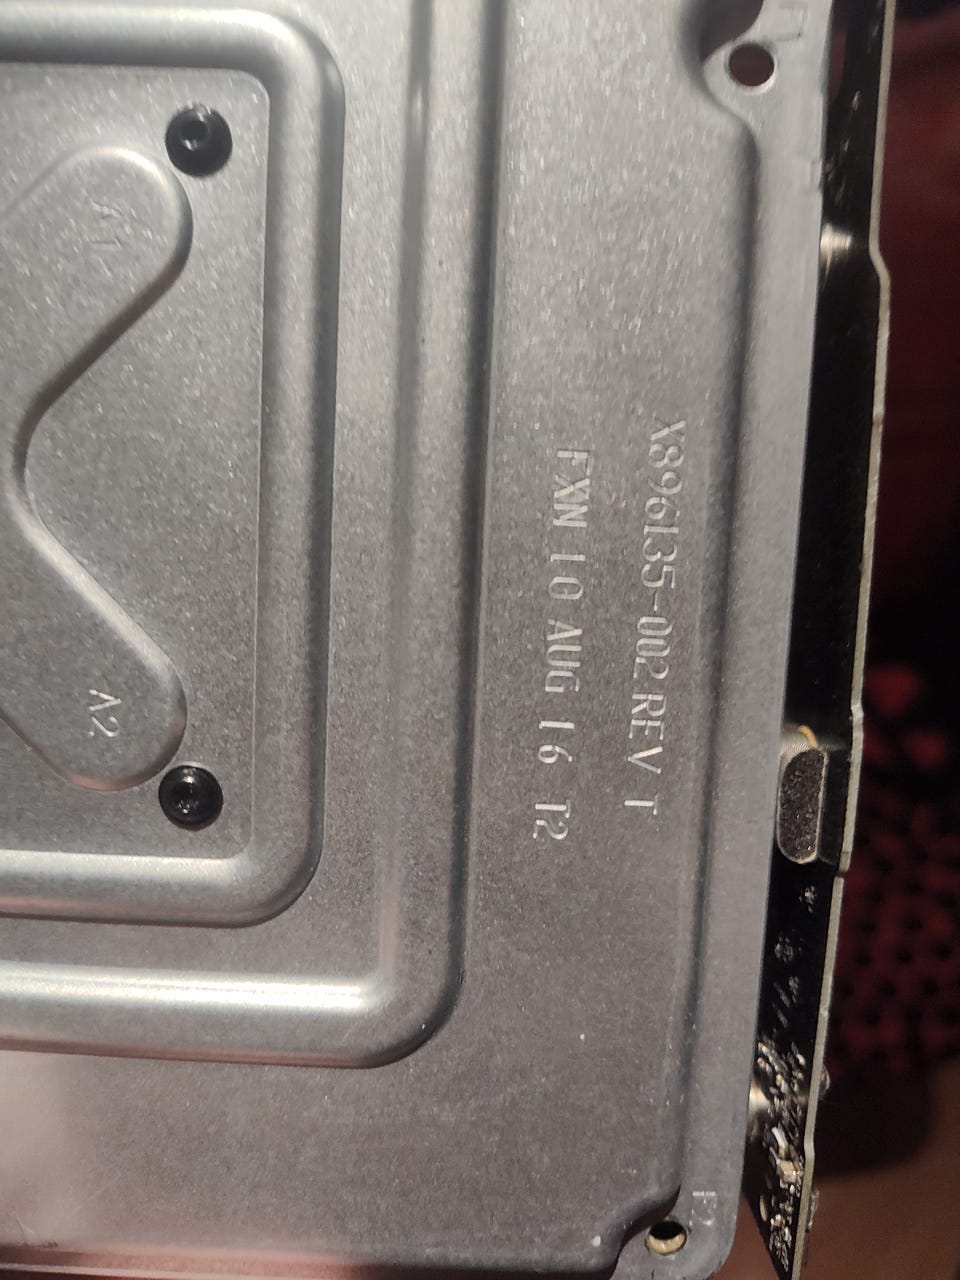 X896135-002 REV T
FXN 10 AUG 16 T2
A1
A2